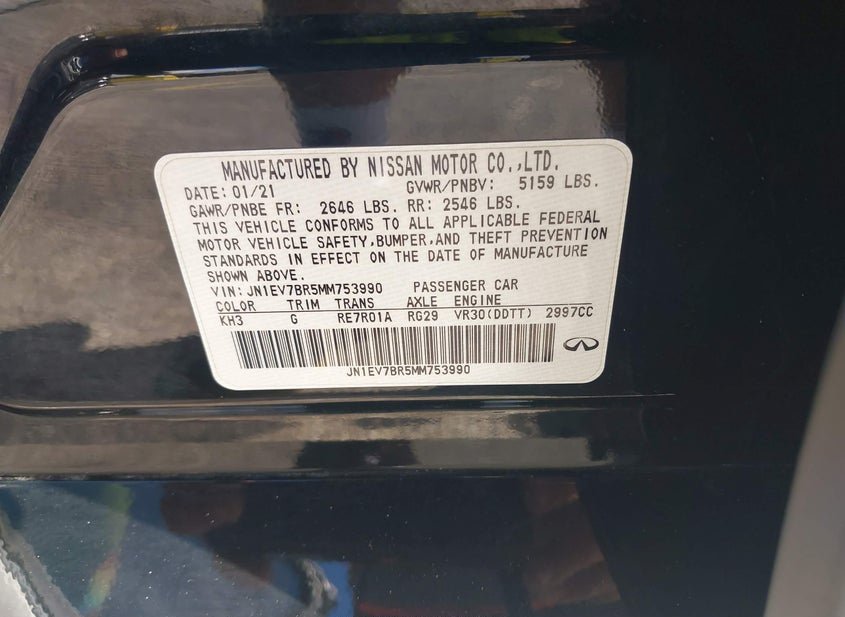 MANUFACTURED BY NISSAN MOTOR CO.,LTD.
DATE: 01/21 GVWR/PNBV: 5159 LBS.
GAWR/PNBE FR: 2646 LBS. RR: 2546 LBS.
THIS VEHICLE CONFORMS TO ALL APPLICABLE FEDERAL
MOTOR VEHICLE SAFETY,BUMPER,AND THEFT PREVENTION
STANDARDS IN EFFECT ON THE DATE OF MANUFACTURE
SHOWN ABOVE.
VIN: JN1EV7BR5MM753990 PASSENGER CAR
COLOR TRIM TRANS AXLE ENGINE
KH3 G RE7R01A RG29 VR30(DDTT) 2997CC
JN1EV7BR5MM753990